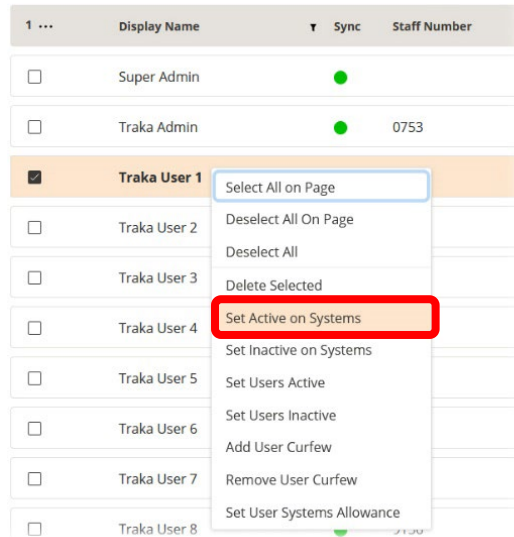 1 ••• Display Name Sync Staff Number
Super Admin
Traka Admin 0753
Traka User 1
Select All on Page
Traka User 2
Deselect All On Page
Deselect All
Traka User 3
Delete Selected
Traka User 4
Set Active on Systems
Set Inactive on Systems
Traka User 5
Set Users Active
Traka User 6
Set Users Inactive
Add User Curfew
Traka User 7
Remove User Curfew
Set User Systems Allowance
Traka User 8